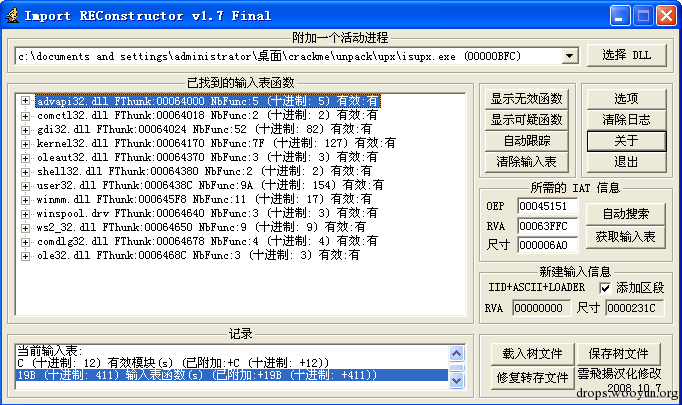 Import REConstructor v1.7 Final
附加一个活动进程
c:\documents and settings\administrator\桌面\crackme\unpack\upx\isupx.exe (00000BFC)
选择 DLL
已找到的输入表函数
advapi32.dll FThunk:00064000 NbFunc:5 (十进制: 5) 有效:有
comctl32.dll FThunk:00064018 NbFunc:2 (十进制: 2) 有效:有
gdi32.dll FThunk:00064024 NbFunc:52 (十进制: 82) 有效:有
kernel32.dll FThunk:00064170 NbFunc:7F (十进制: 127) 有效:有
oleaut32.dll FThunk:00064370 NbFunc:3 (十进制: 3) 有效:有
shell32.dll FThunk:00064380 NbFunc:2 (十进制: 2) 有效:有
user32.dll FThunk:0006438C NbFunc:9A (十进制: 154) 有效:有
winmm.dll FThunk:000645F8 NbFunc:11 (十进制: 17) 有效:有
winspool.drv FThunk:00064640 NbFunc:3 (十进制: 3) 有效:有
ws2_32.dll FThunk:00064650 NbFunc:9 (十进制: 9) 有效:有
comdlg32.dll FThunk:00064678 NbFunc:4 (十进制: 4) 有效:有
ole32.dll FThunk:0006468C NbFunc:3 (十进制: 3) 有效:有
显示无效函数
显示可疑函数
自动跟踪
清除输入表
选项
清除日志
关于
退出
所需的 IAT 信息
OEP 00045151
RVA 00063FFC
尺寸 000006A0
自动搜索
获取输入表
新建输入信息
IID+ASCII+LOADER 添加区段
RVA 00000000 尺寸 0000231C
记录
当前输入表:
C (十进制: 12) 有效模块(s) (已附加:+C (十进制: +12))
19B (十进制: 411) 输入表函数(s) (已附加:+19B (十进制: +411))
载入树文件
保存树文件
修复转存文件
雲飛揚汉化修改
2008.10.7
drops.wooyun.org